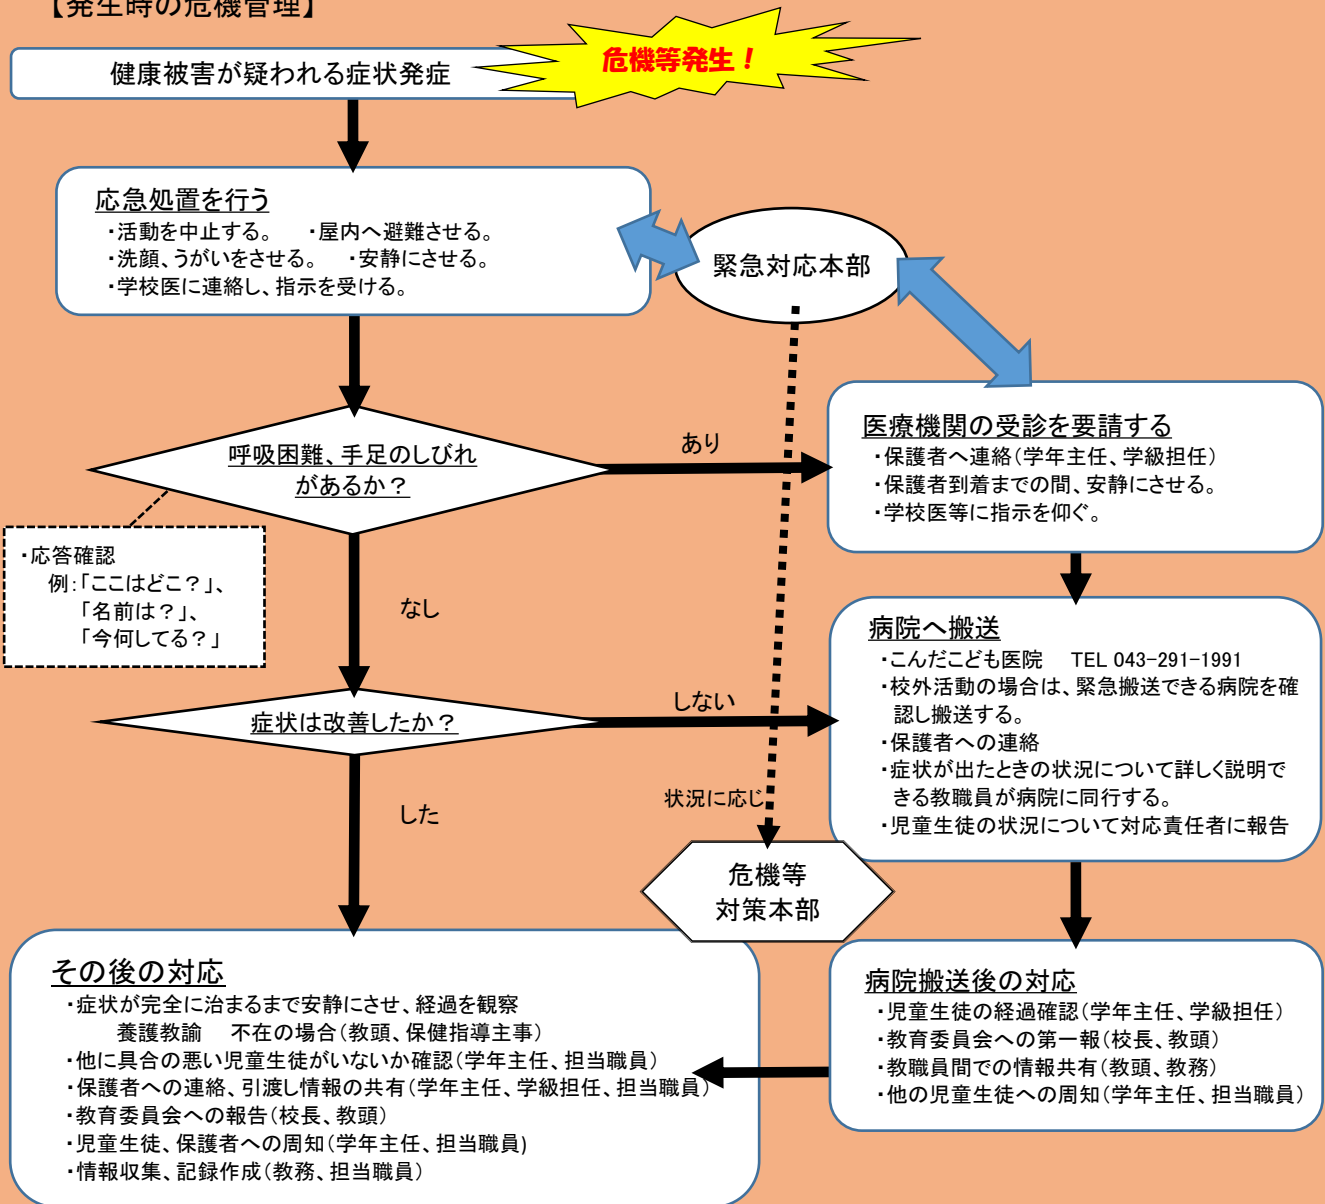 【発生時の危機管理】
危機等発生！
健康被害が疑われる症状発症
応急処置を行う
・活動を中止する。　・屋内へ避難させる。
・洗顔、うがいをさせる。　・安静にさせる。
・学校医に連絡し、指示を受ける。
緊急対応本部
呼吸困難、手足のしびれ
があるか？
あり
医療機関の受診を要請する
・保護者へ連絡（学年主任、学級担任）
・保護者到着までの間、安静にさせる。
・学校医等に指示を仰ぐ。
・応答確認
例：「ここはどこ？」、
「名前は？」、
「今何してる？」
なし
病院へ搬送
・こんだこども医院　TEL 043-291-1991
・校外活動の場合は、緊急搬送できる病院を確
認し搬送する。
・保護者への連絡
・症状が出たときの状況について詳しく説明で
きる教職員が病院に同行する。
・児童生徒の状況について対応責任者に報告
症状は改善したか？
しない
した
状況に応じ
危機等
対策本部
その後の対応
・症状が完全に治まるまで安静にさせ、経過を観察
養護教諭　不在の場合（教頭、保健指導主事）
・他に具合の悪い児童生徒がいないか確認（学年主任、担当職員）
・保護者への連絡、引渡し情報の共有（学年主任、学級担任、担当職員）
・教育委員会への報告（校長、教頭）
・児童生徒、保護者への周知（学年主任、担当職員)
・情報収集、記録作成（教務、担当職員）
病院搬送後の対応
・児童生徒の経過確認（学年主任、学級担任）
・教育委員会への第一報（校長、教頭）
・教職員間での情報共有（教頭、教務）
・他の児童生徒への周知（学年主任、担当職員）